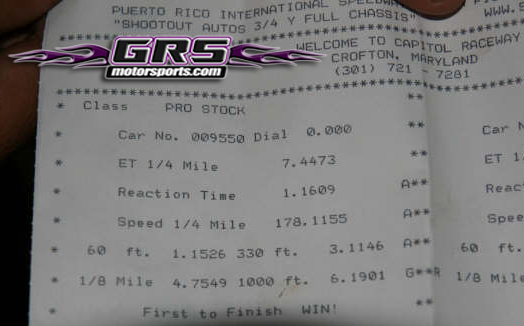 PUERTO RICO INTERNATIONAL SPEEDWAY
"SHOOTOUT AUTOS 3/4 Y FULL CHASSIS"
GRS
motorsports.com
WELCOME TO CAPITOL RACEWAY
CROFTON, MARYLAND
(301) 721 - 7281
* Class PRO STOCK **
* Car No. 009550 Dial 0.000 **
* ET 1/4 Mile 7.4473 **
* Reaction Time 1.1609 A**
* Speed 1/4 Mile 178.1155 A**
* 60 ft. 1.1526 330 ft. 3.1146 A**
* 1/8 Mile 4.7549 1000 ft. 6.1901 G**R
* First to Finish WIN! **
Car
ET
Spee
60 ft.
1/8 Mile